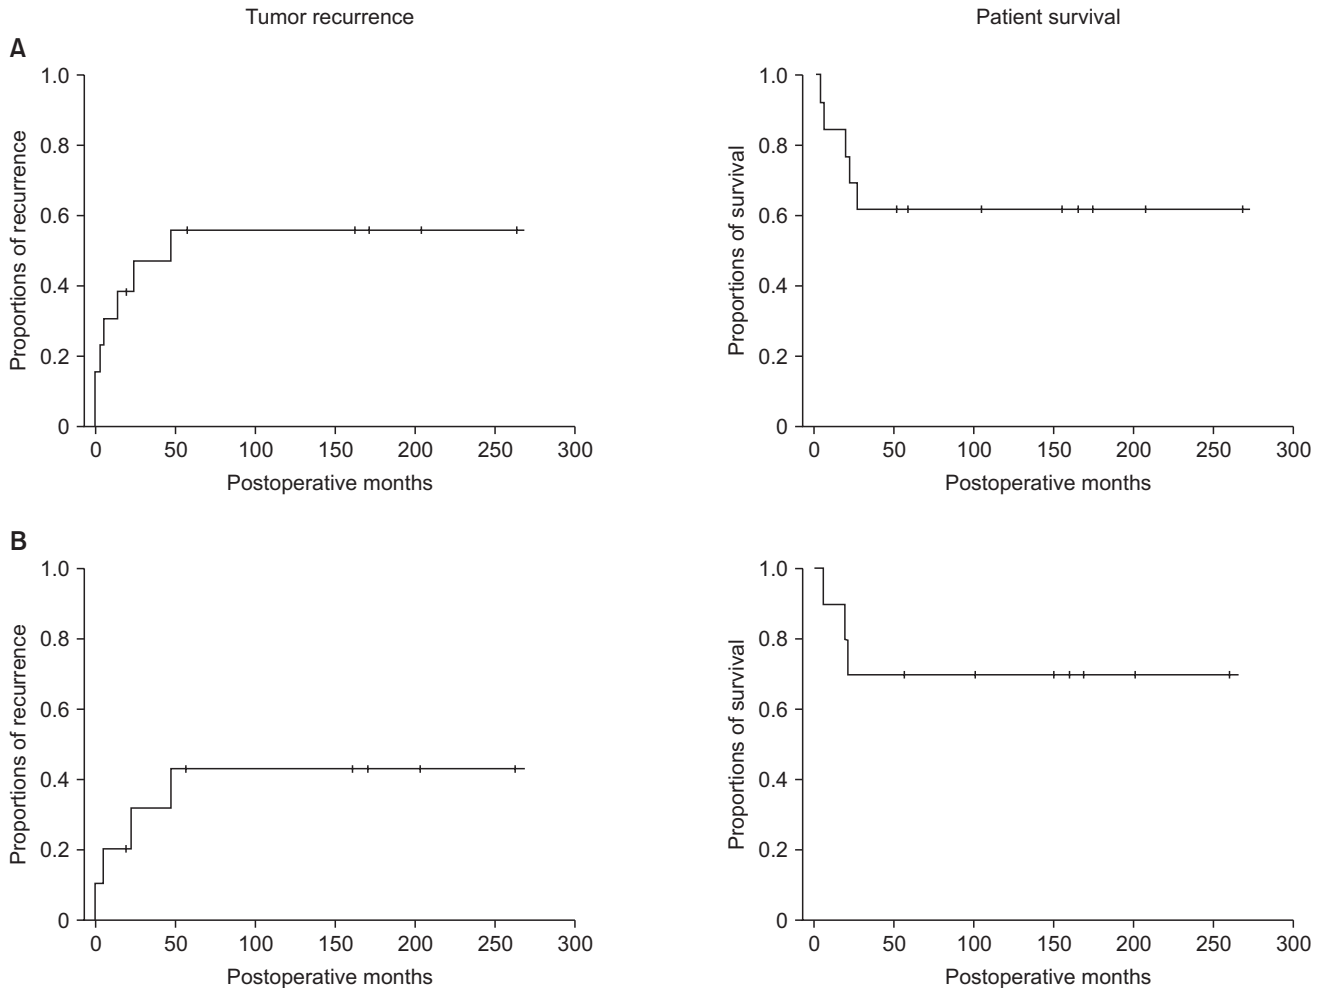 Tumor recurrence
Patient survival
A
Proportions of recurrence
1.0
0.8
0.6
0.4
0.2
0
0 50 100 150 200 250 300
Postoperative months
Proportions of survival
1.0
0.8
0.6
0.4
0.2
0
0 50 100 150 200 250 300
Postoperative months
B
Proportions of recurrence
1.0
0.8
0.6
0.4
0.2
0
0 50 100 150 200 250 300
Postoperative months
Proportions of survival
1.0
0.8
0.6
0.4
0.2
0
0 50 100 150 200 250 300
Postoperative months